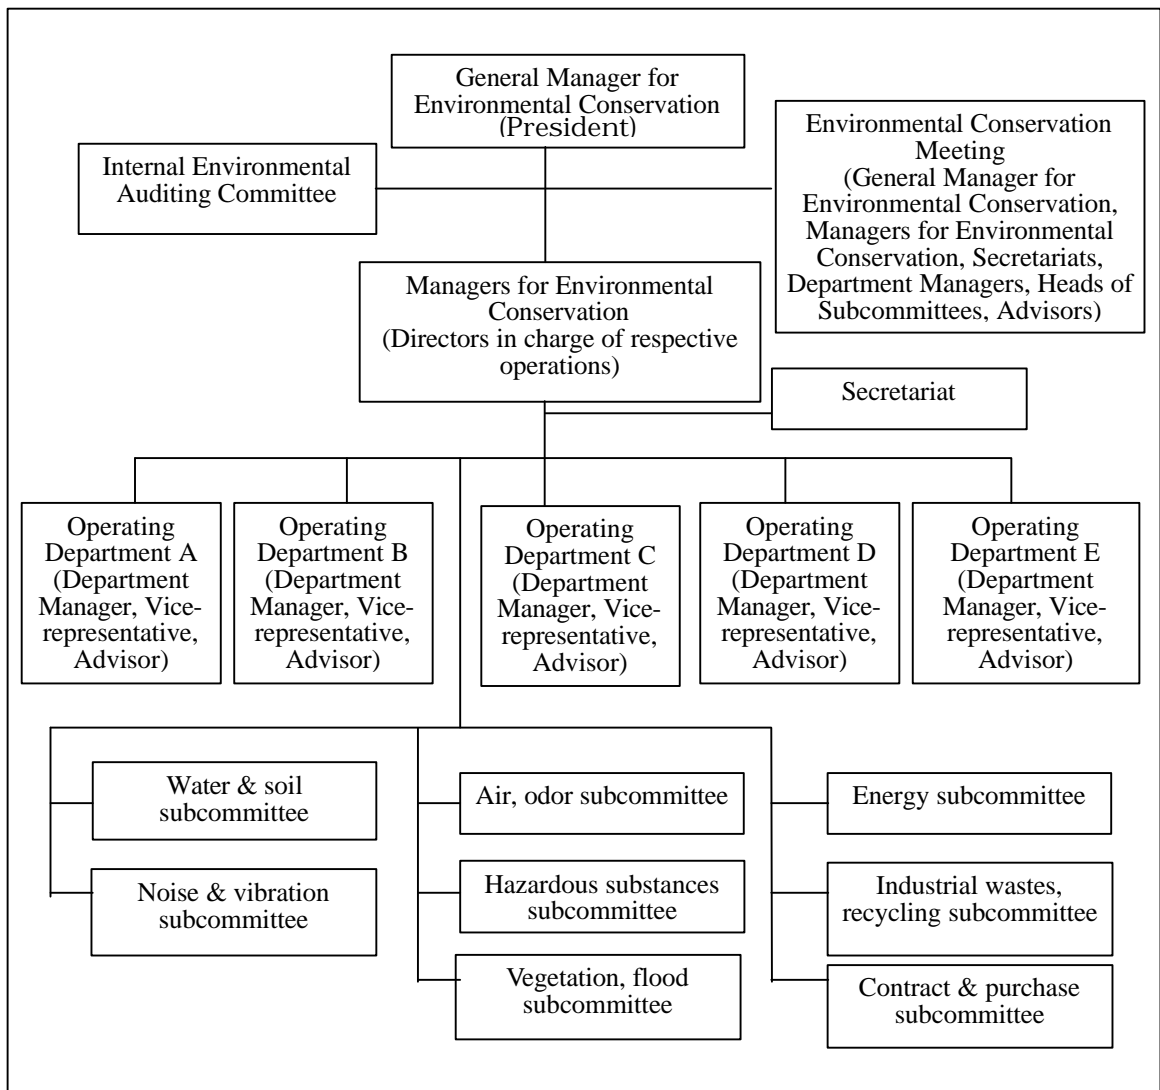 General Manager for
Environmental Conservation
(President)
Internal Environmental
Auditing Committee
Environmental Conservation
Meeting
(General Manager for
Environmental Conservation,
Managers for Environmental
Conservation, Secretariats,
Department Managers, Heads of
Subcommittees, Advisors)
Managers for Environmental
Conservation
(Directors in charge of respective
operations)
Secretariat
Operating
Department A
(Department
Manager, Vice-
representative,
Advisor)
Operating
Department B
(Department
Manager, Vice-
representative,
Advisor)
Operating
Department C
(Department
Manager, Vice-
representative,
Advisor)
Operating
Department D
(Department
Manager, Vice-
representative,
Advisor)
Operating
Department E
(Department
Manager, Vice-
representative,
Advisor)
Water & soil
subcommittee
Air, odor subcommittee
Energy subcommittee
Noise & vibration
subcommittee
Hazardous substances
subcommittee
Industrial wastes,
recycling subcommittee
Vegetation, flood
subcommittee
Contract & purchase
subcommittee